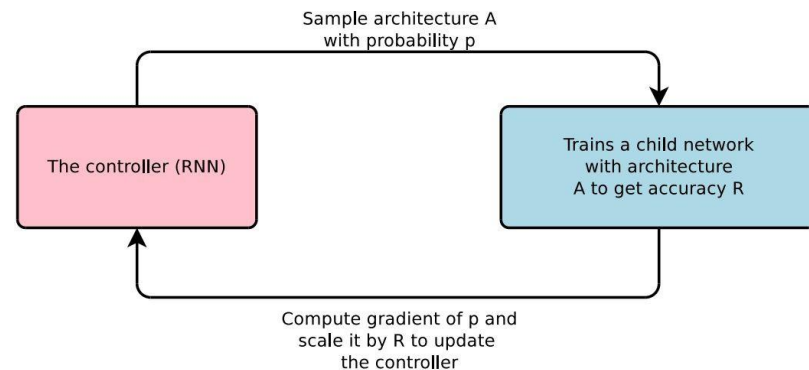 Sample architecture A
with probability p
The controller (RNN)
Trains a child network
with architecture
A to get accuracy R
Compute gradient of p and
scale it by R to update
the controller